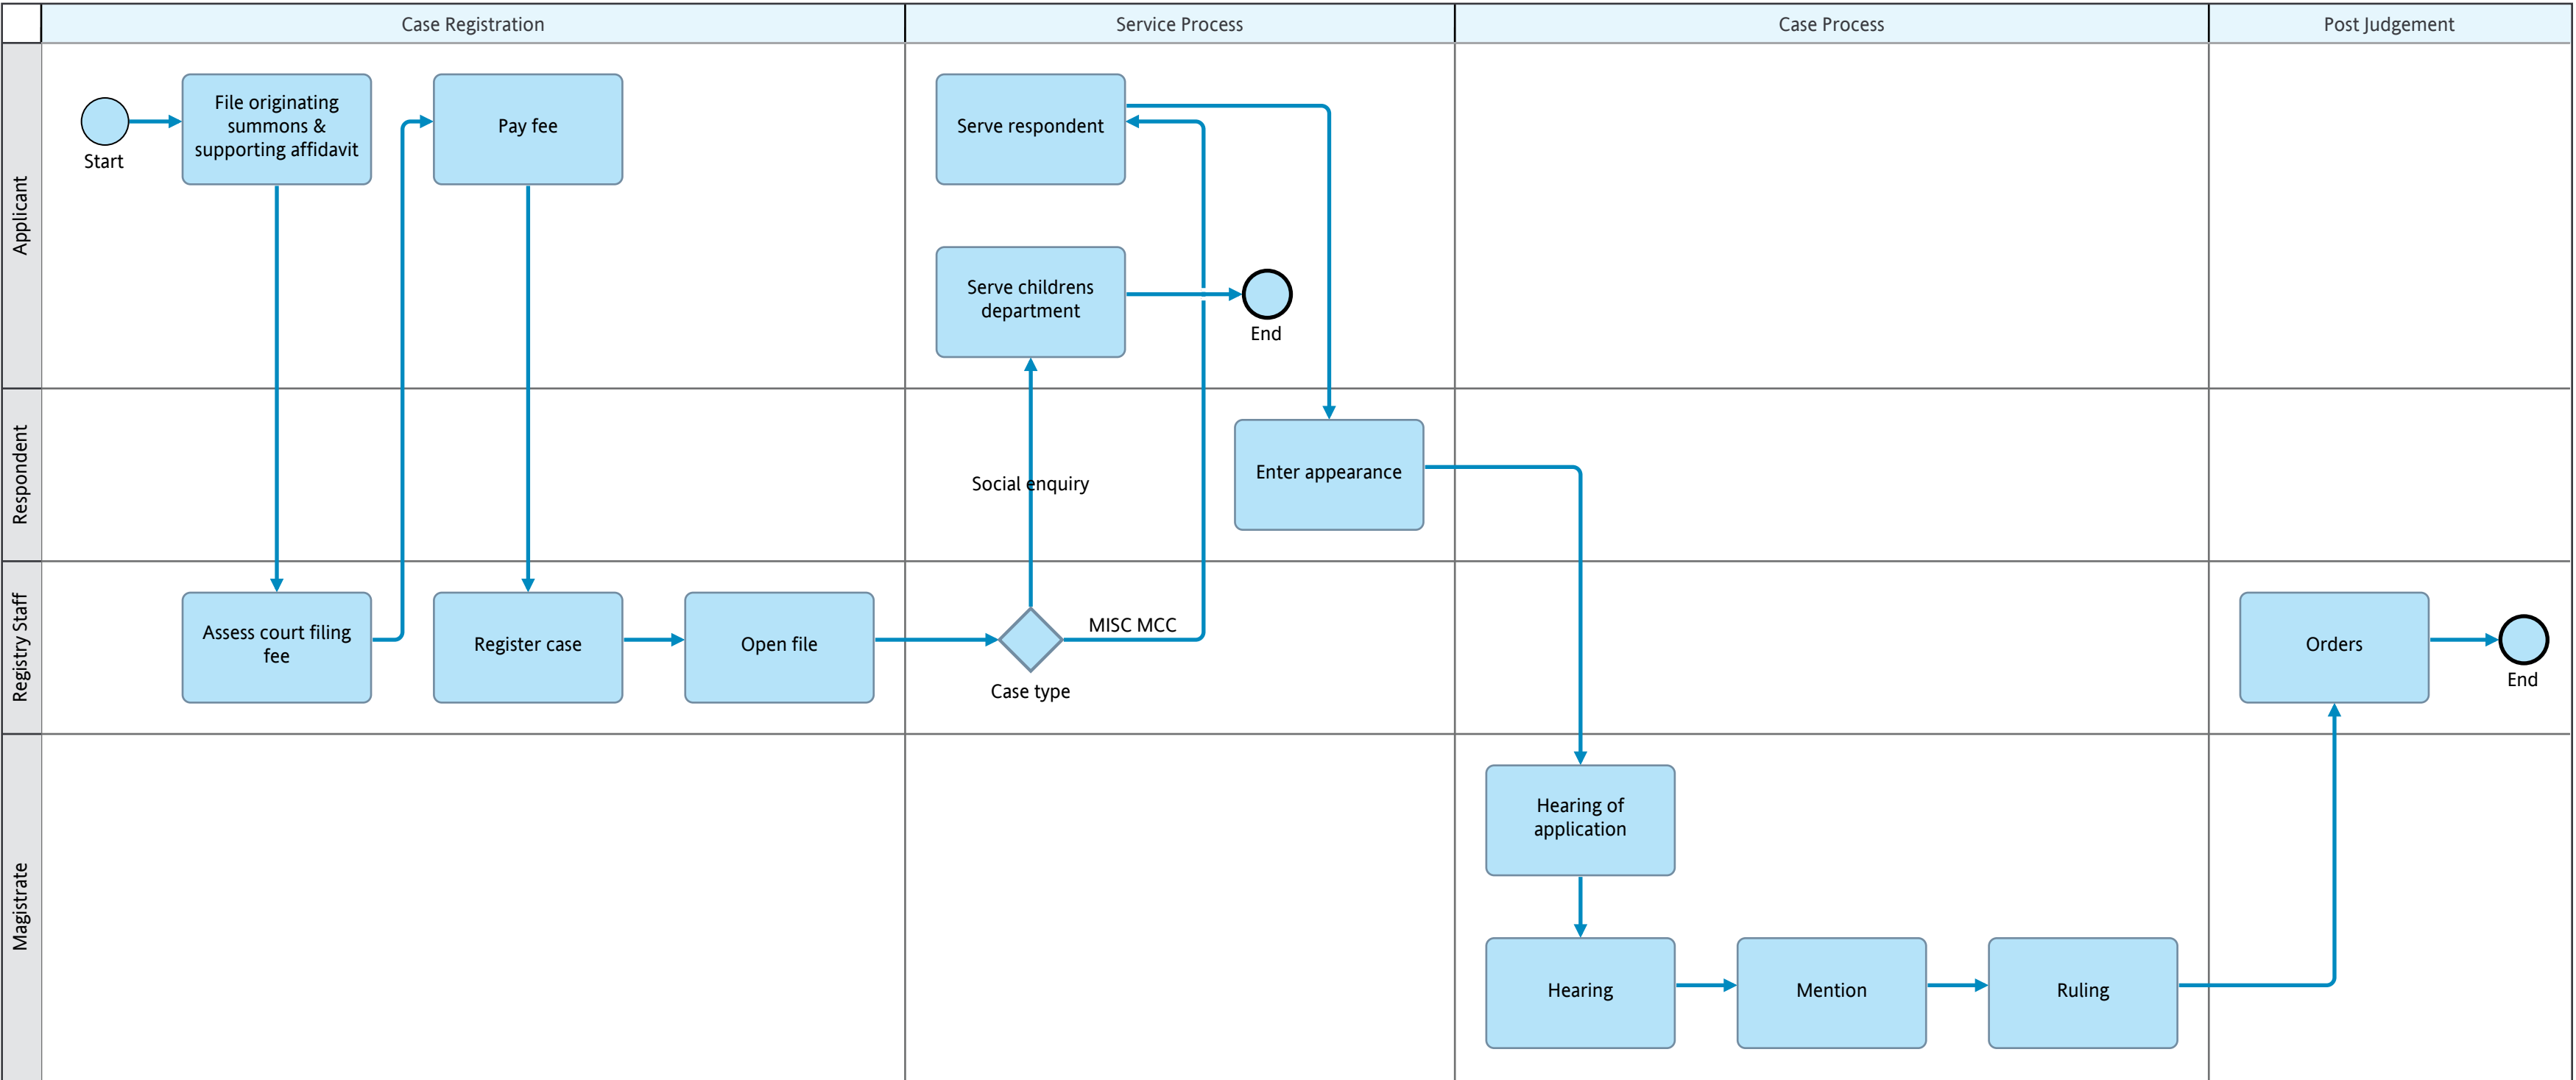 Case Registration
Service Process
Case Process
Post Judgement
Applicant
Start
File originating
summons &
supporting affidavit
Pay fee
Serve respondent
Serve childrens
department
End
Respondent
Social enquiry
Enter appearance
Registry Staff
Assess court filing
fee
Register case
Open file
MISC MCC
Case type
Orders
End
Magistrate
Hearing of
application
Hearing
Mention
Ruling